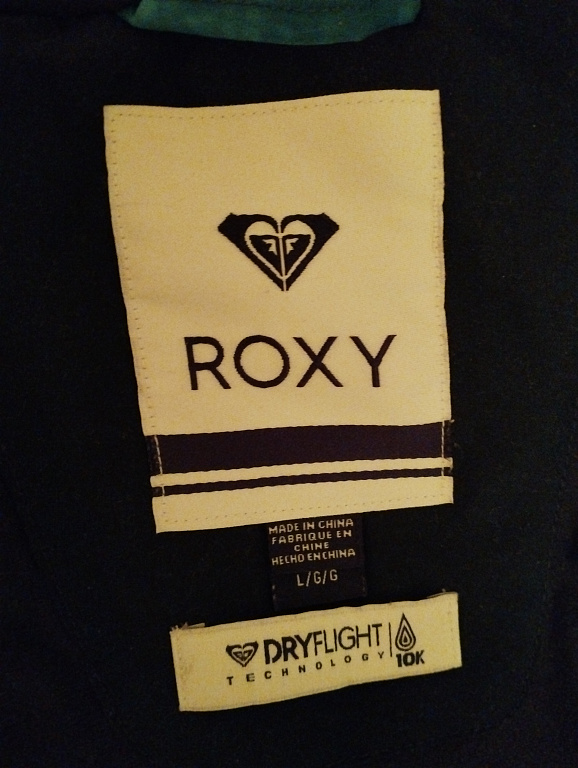 ROXY
MADE IN CHINA
FABRIQUE EN
CHINE
HECHO EN CHINA
L/G/G
DRYFLIGHT
TECHNOLOGY
10K